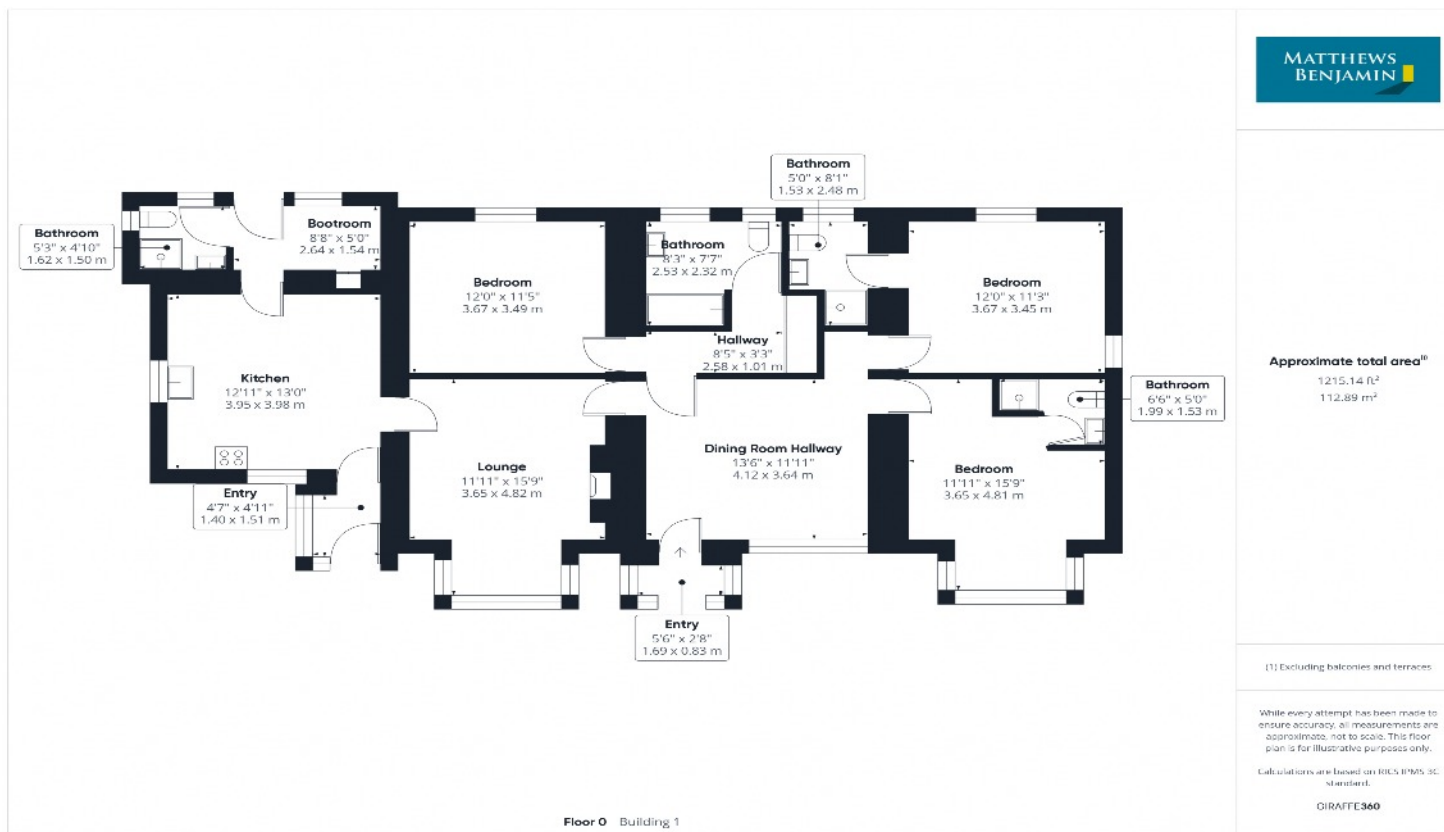 MATTHEWS
BENJAMIN
Bathroom
5'0" x 8'1"
1.53 x 2.48 m
Bathroom
5'3" x 4'10"
1.62 x 1.50 m
Bootroom
8'8" x 5'0"
2.64 x 1.54 m
Bedroom
12'0" x 11'5"
3.67 x 3.49 m
Bathroom
8'3" x 7'7"
2.53 x 2.32 m
Bedroom
12'0" x 11'3"
3.67 x 3.45 m
Hallway
8'5" x 3'3"
2.58 x 1.01 m
Kitchen
12'11" x 13'0"
3.95 x 3.98 m
Bathroom
6'6" x 5'0"
1.99 x 1.53 m
Lounge
11'11" x 15'9"
3.65 x 4.82 m
Dining Room Hallway
13'6" x 11'11"
4.12 x 3.64 m
Bedroom
11'11" x 15'9"
3.65 x 4.81 m
Entry
4'7" x 4'11"
1.40 x 1.51 m
Entry
5'6" x 2'8"
1.69 x 0.83 m
Floor 0 Building 1
Approximate total area(1)
1215.14 ft²
112.89 m²
(1) Excluding balconies and terraces
While every attempt has been made to
ensure accuracy, all measurements are
approximate, not to scale. This floor
plan is for illustrative purposes only.
Calculations are based on RICS IPMS 3C
standard.
GIRAFFE360